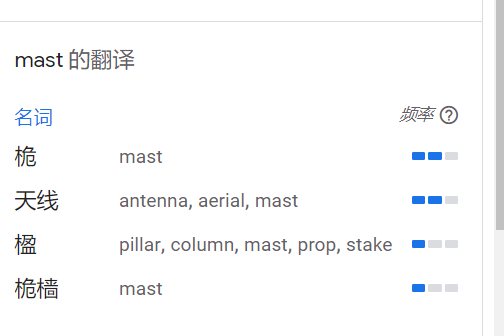 mast 的翻译
名词 频率 ?
桅 mast
天线 antenna, aerial, mast
楹 pillar, column, mast, prop, stake
桅樯 mast